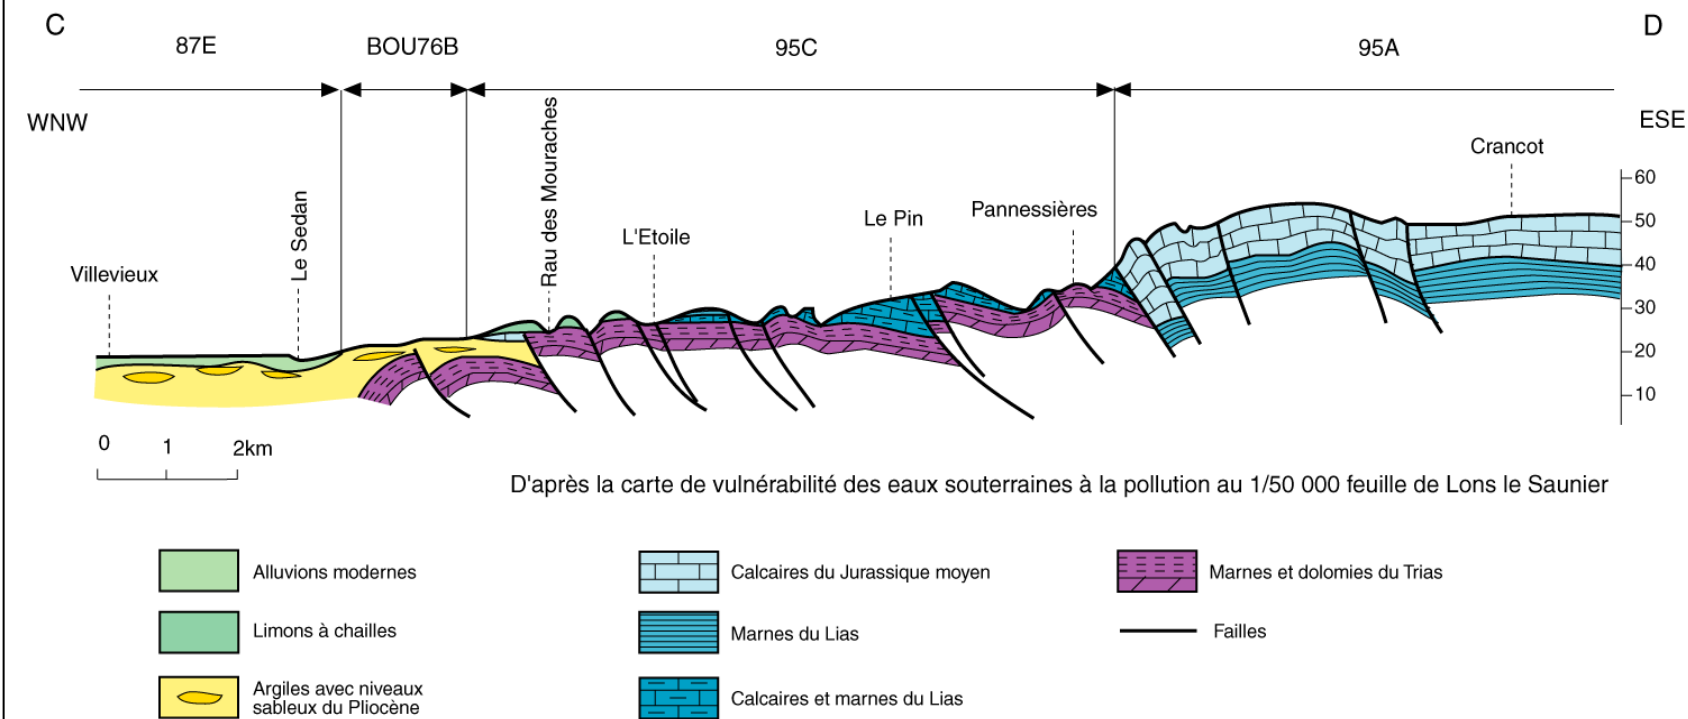 C
D
87E
BOU76B
95C
95A
WNW
ESE
Villevieux
Le Sedan
Rau des Mouraches
L'Etoile
Le Pin
Pannessières
Crancot
60
50
40
30
20
10
0 1 2km
D'après la carte de vulnérabilité des eaux souterraines à la pollution au 1/50 000 feuille de Lons le Saunier
Alluvions modernes
Limons à chailles
Argiles avec niveaux
sableux du Pliocène
Calcaires du Jurassique moyen
Marnes du Lias
Calcaires et marnes du Lias
Marnes et dolomies du Trias
Failles